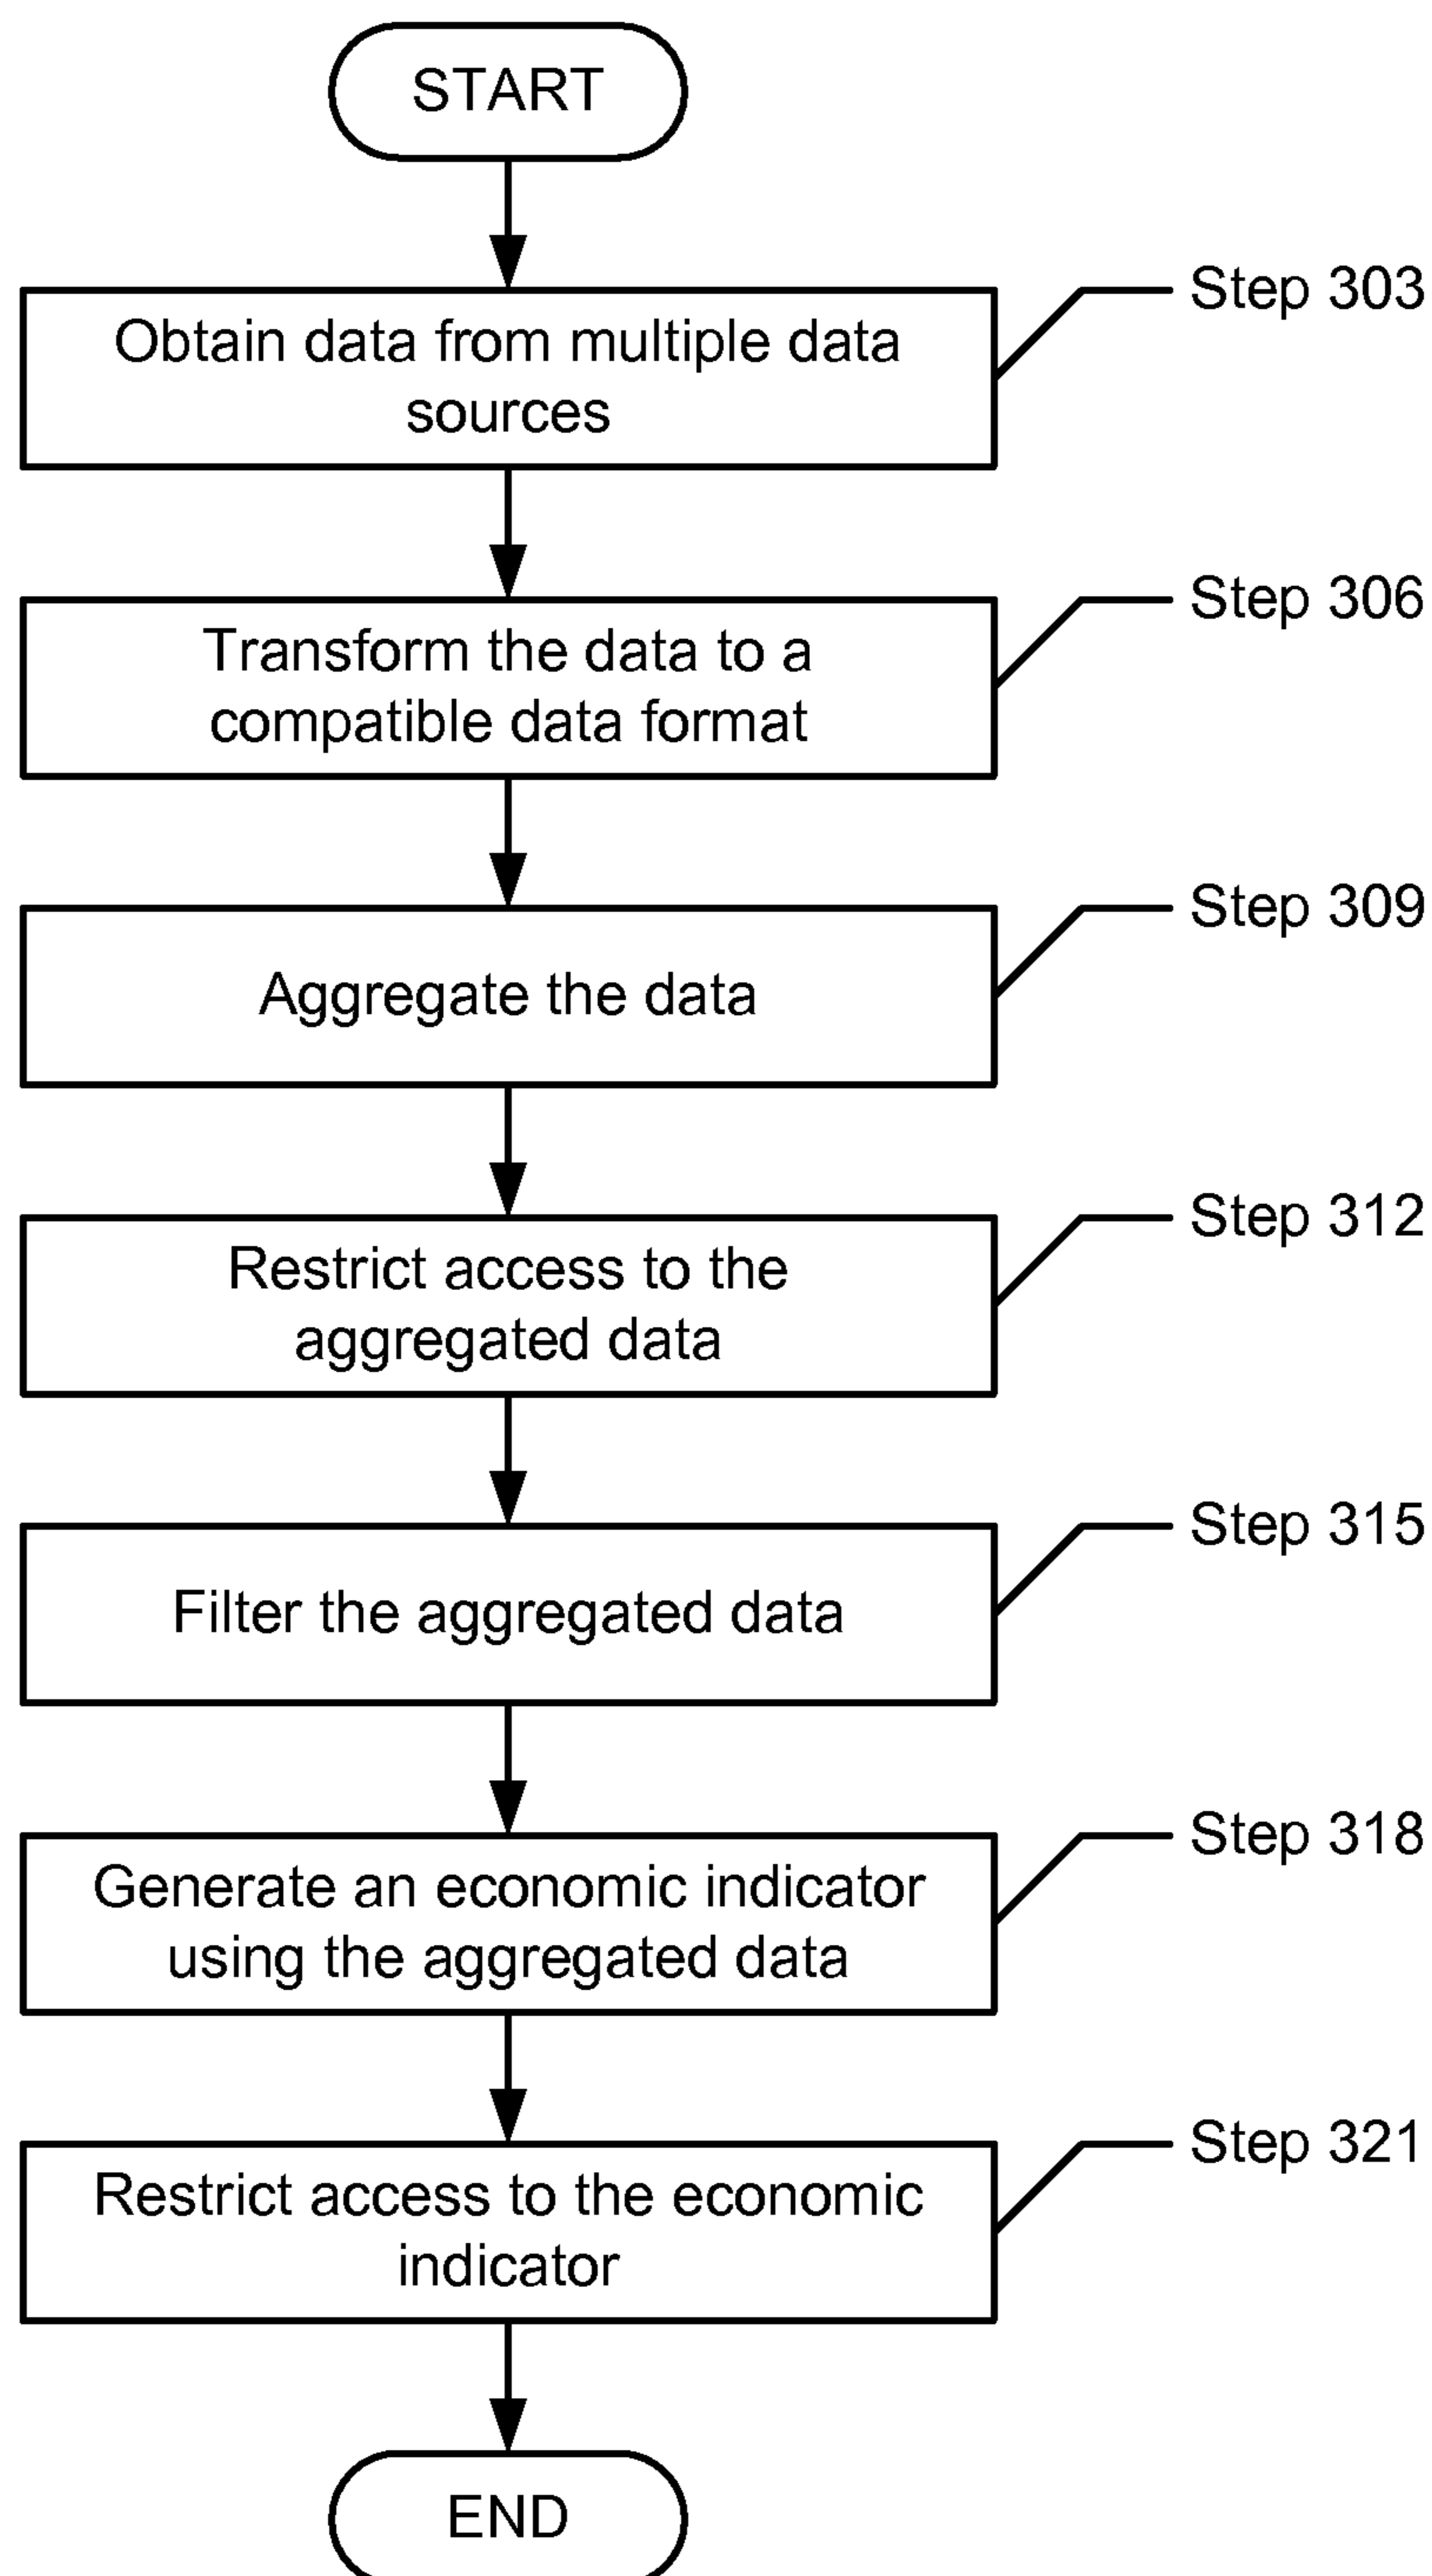 START
Step 303
Obtain data from multiple data
sources
Step 306
Transform the data to a
compatible data format
Step 309
Aggregate the data
Step 312
Restrict access to the
aggregated data
Step 315
Filter the aggregated data
Step 318
Generate an economic indicator
using the aggregated data
Step 321
Restrict access to the economic
indicator
END